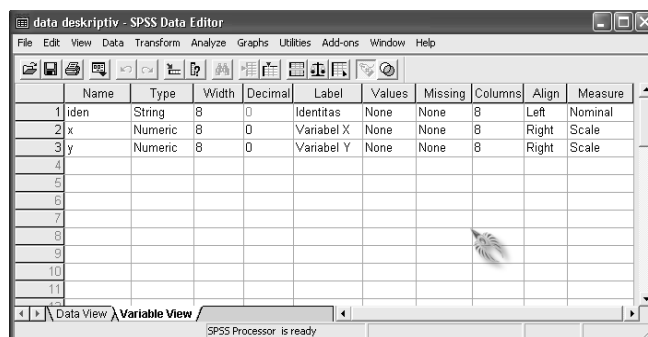 data deskriptiv - SPSS Data Editor
File Edit View Data Transform Analyze Graphs Utilities Add-ons Window Help
Name Type Width Decimal Label Values Missing Columns Align Measure
1 iden String 8 0 Identitas None None 8 Left Nominal
2 x Numeric 8 0 Variabel X None None 8 Right Scale
3 y Numeric 8 0 Variabel Y None None 8 Right Scale
4
5
6
7
8
9
10
11
Data View Variable View
SPSS Processor is ready